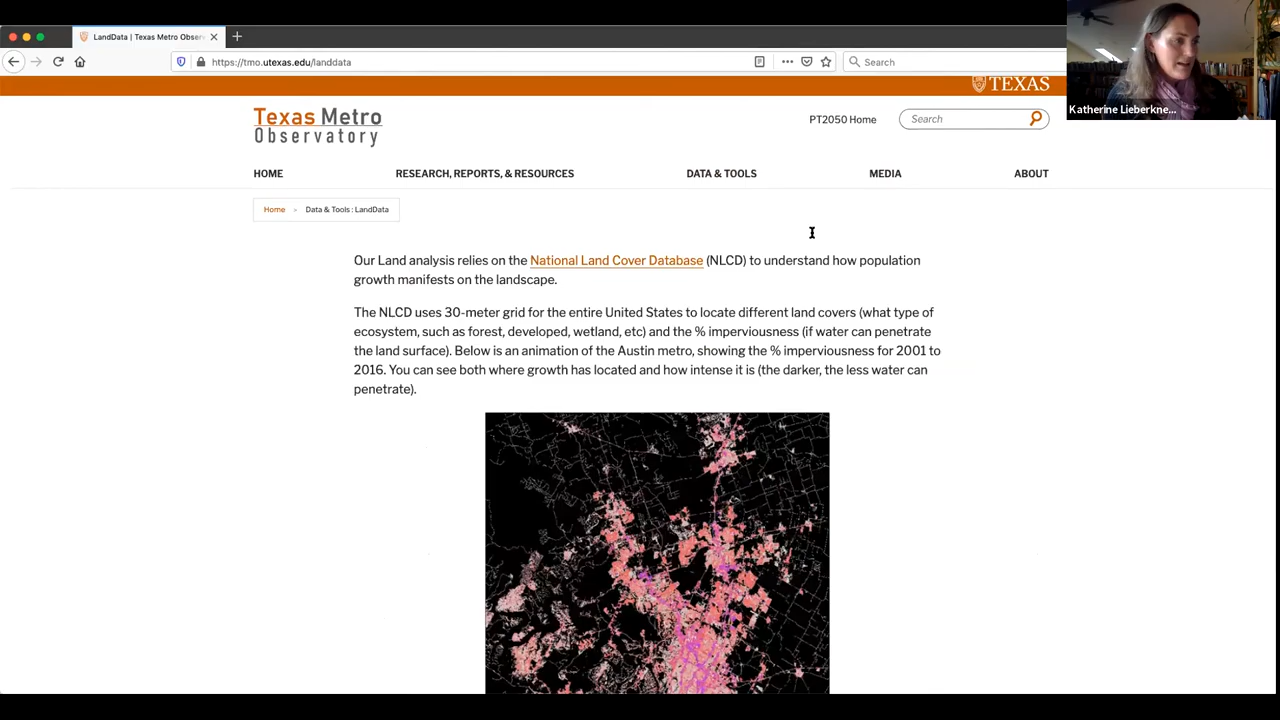 LandData | Texas Metro Obser
https://tmo.utexas.edu/landdata
Search
TEXAS
Katherine Lieberkne...
Texas Metro
Observatory
PT2050 Home
Search
HOME
RESEARCH, REPORTS, & RESOURCES
DATA & TOOLS
MEDIA
ABOUT
Home » Data & Tools : LandData
Our Land analysis relies on the National Land Cover Database (NLCD) to understand how population
growth manifests on the landscape.
The NLCD uses 30-meter grid for the entire United States to locate different land covers (what type of
ecosystem, such as forest, developed, wetland, etc) and the % imperviousness (if water can penetrate
the land surface). Below is an animation of the Austin metro, showing the % imperviousness for 2001 to
2016. You can see both where growth has located and how intense it is (the darker, the less water can
penetrate).